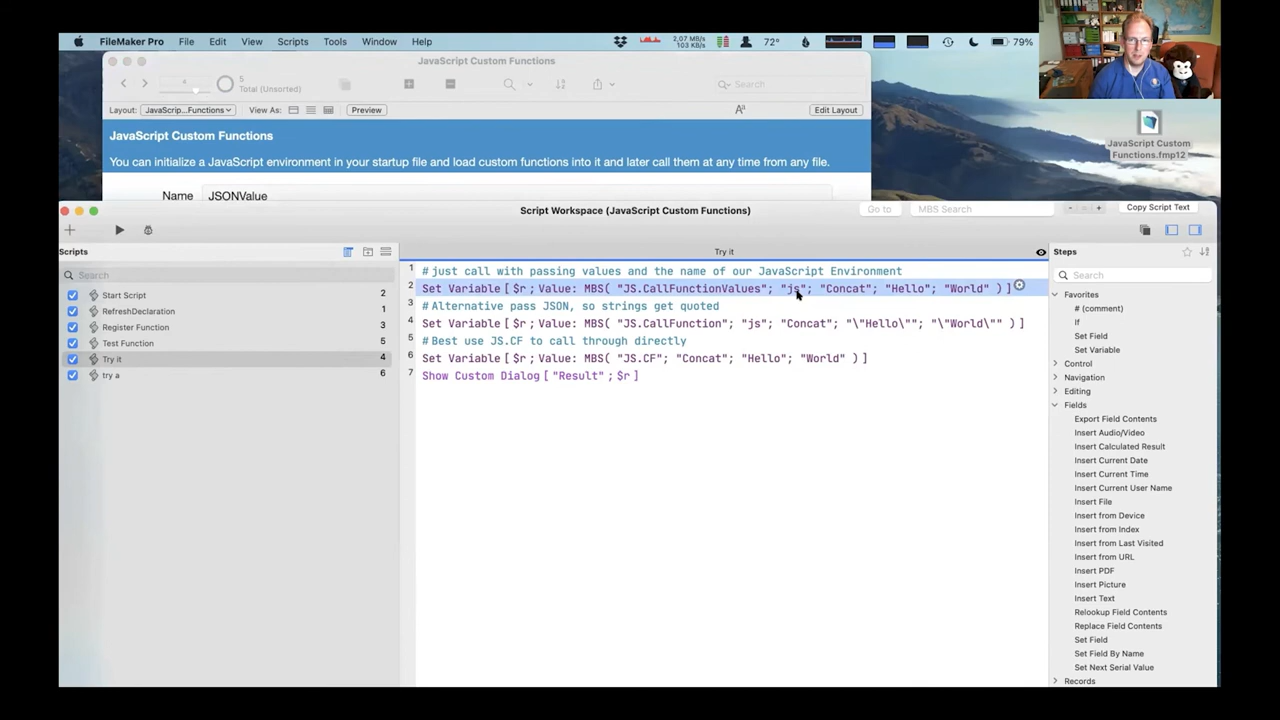 FileMaker Pro File Edit View Scripts Tools Window Help
2,07 MB/s
103 KB/s
72°
79%
JavaScript Custom Functions
4
5
Total (Unsorted)
Search
Layout: JavaScrip...Functions View As: Preview Edit Layout
JavaScript Custom Functions
You can initialize a JavaScript environment in your startup file and load custom functions into it and later call them at any time from any file.
Name JSONValue
JavaScript Custom
Functions.fmp12
Script Workspace (JavaScript Custom Functions)
Go to
MBS Search
- = +
Copy Script Text
Scripts
Search
Start Script 2
RefreshDeclaration 1
Register Function 3
Test Function 5
Try it 4
try a 6
Try it
1 # just call with passing values and the name of our JavaScript Environment
2 Set Variable [ $r ; Value: MBS( "JS.CallFunctionValues"; "js"; "Concat"; "Hello"; "World" ) ]
3 # Alternative pass JSON, so strings get quoted
4 Set Variable [ $r ; Value: MBS( "JS.CallFunction"; "js"; "Concat"; "\"Hello\""; "\"World\"" ) ]
5 # Best use JS.CF to call through directly
6 Set Variable [ $r ; Value: MBS( "JS.CF"; "Concat"; "Hello"; "World" ) ]
7 Show Custom Dialog [ "Result" ; $r ]
Steps
Search
Favorites
# (comment)
If
Set Field
Set Variable
Control
Navigation
Editing
Fields
Export Field Contents
Insert Audio/Video
Insert Calculated Result
Insert Current Date
Insert Current Time
Insert Current User Name
Insert File
Insert from Device
Insert from Index
Insert from Last Visited
Insert from URL
Insert PDF
Insert Picture
Insert Text
Relookup Field Contents
Replace Field Contents
Set Field
Set Field By Name
Set Next Serial Value
Records